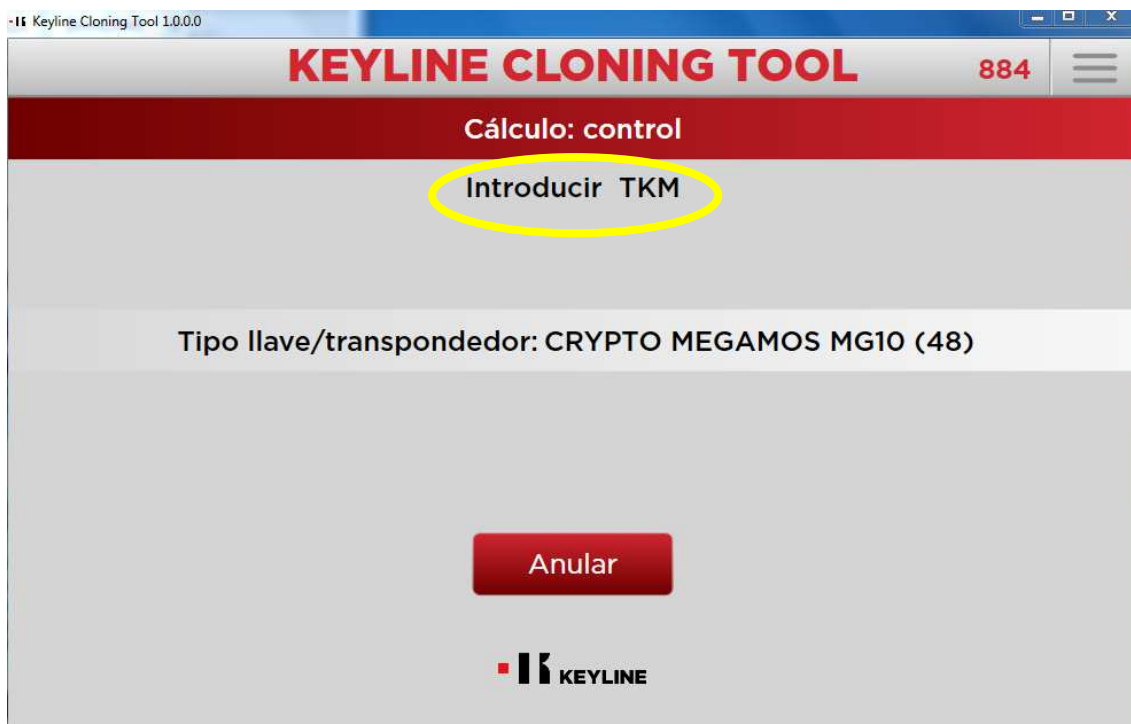 Keyline Cloning Tool 1.0.0.0
KEYLINE CLONING TOOL 884
Cálculo: control
Introducir TKM
Tipo llave/transpondedor: CRYPTO MEGAMOS MG10 (48)
Anular
KEYLINE